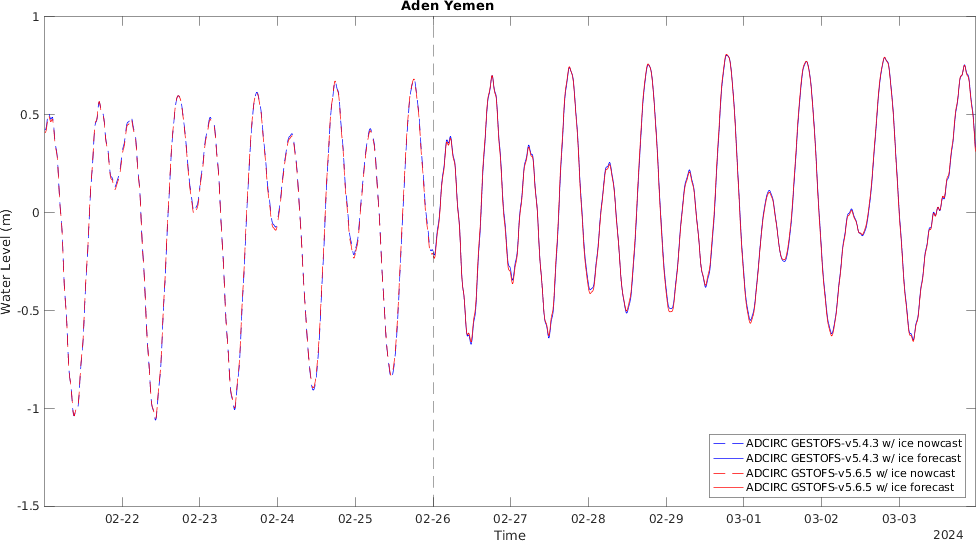 Aden Yemen
1
0.5
0
-0.5
-1
-1.5
Water Level (m)
02-22 02-23 02-24 02-25 02-26 02-27 02-28 02-29 03-01 03-02 03-03
Time
2024
ADCIRC GESTOFS-v5.4.3 w/ ice nowcast
ADCIRC GESTOFS-v5.4.3 w/ ice forecast
ADCIRC GSTOFS-v5.6.5 w/ ice nowcast
ADCIRC GSTOFS-v5.6.5 w/ ice forecast